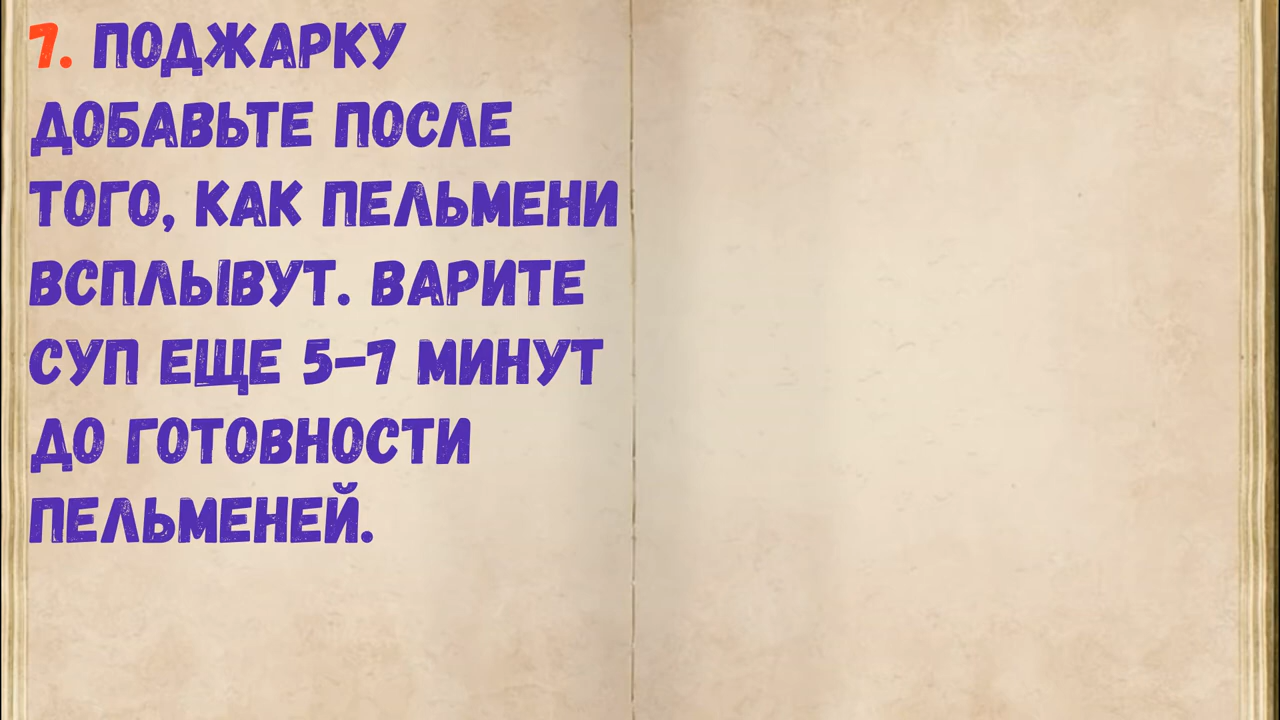 7. ПОДЖАРКУ
ДОБАВЬТЕ ПОСЛЕ
ТОГО, КАК ПЕЛЬМЕНИ
ВСПЛЫВУТ. ВАРИТЕ
СУП ЕЩЕ 5-7 МИНУТ
ДО ГОТОВНОСТИ
ПЕЛЬМЕНЕЙ.